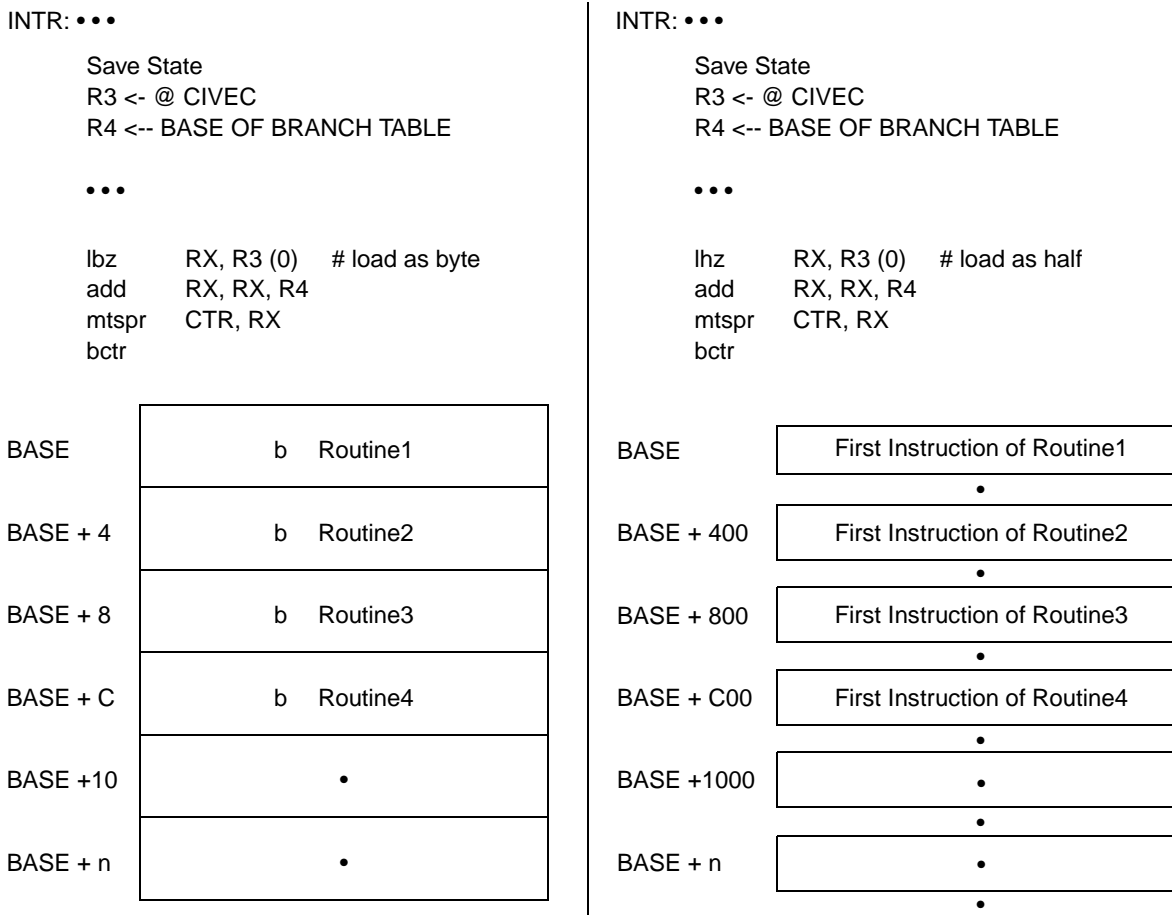 INTR: •••
Save State
R3 <- @ CIVEC
R4 <-- BASE OF BRANCH TABLE
•••
lbz RX, R3 (0) # load as byte
add RX, RX, R4
mtspr CTR, RX
bctr
BASE b Routine1
BASE + 4 b Routine2
BASE + 8 b Routine3
BASE + C b Routine4
BASE +10 •
BASE + n •
INTR: •••
Save State
R3 <- @ CIVEC
R4 <-- BASE OF BRANCH TABLE
•••
lhz RX, R3 (0) # load as half
add RX, RX, R4
mtspr CTR, RX
bctr
BASE First Instruction of Routine1
•
BASE + 400 First Instruction of Routine2
•
BASE + 800 First Instruction of Routine3
•
BASE + C00 First Instruction of Routine4
•
BASE +1000 •
•
BASE + n •
•